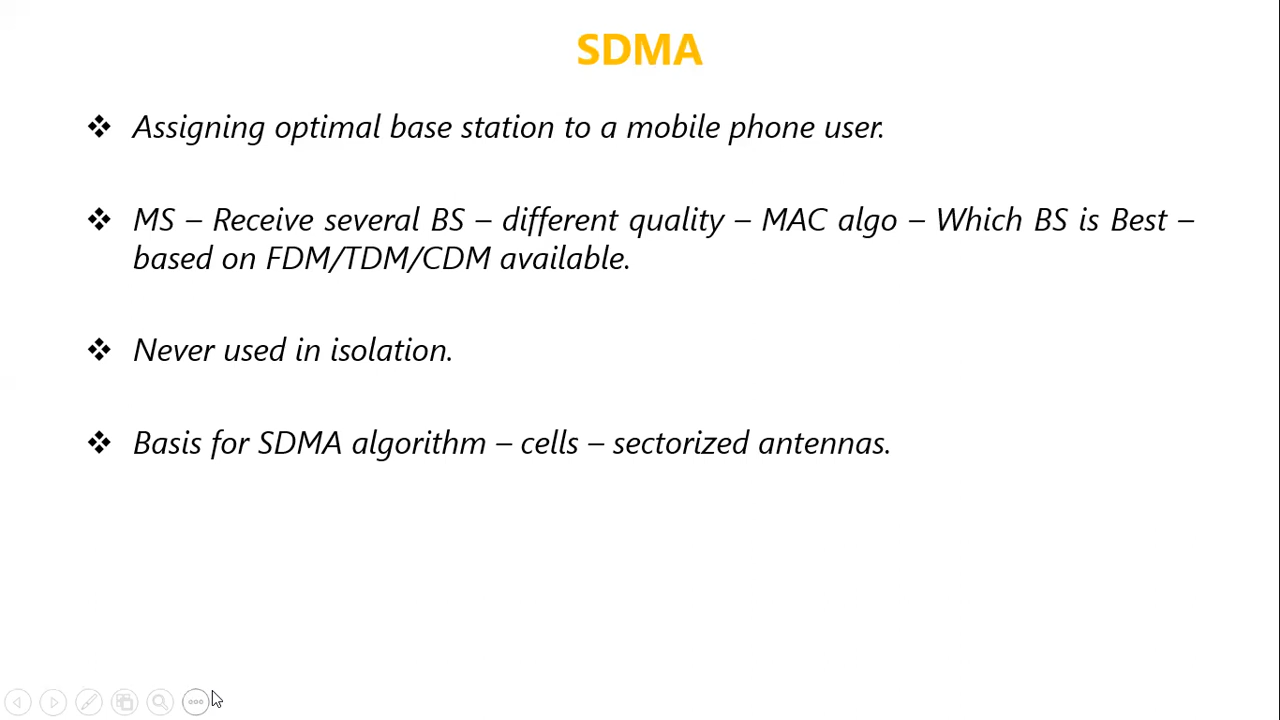 SDMA
❖ Assigning optimal base station to a mobile phone user.
❖ MS – Receive several BS – different quality – MAC algo – Which BS is Best –
based on FDM/TDM/CDM available.
❖ Never used in isolation.
❖ Basis for SDMA algorithm – cells – sectorized antennas.